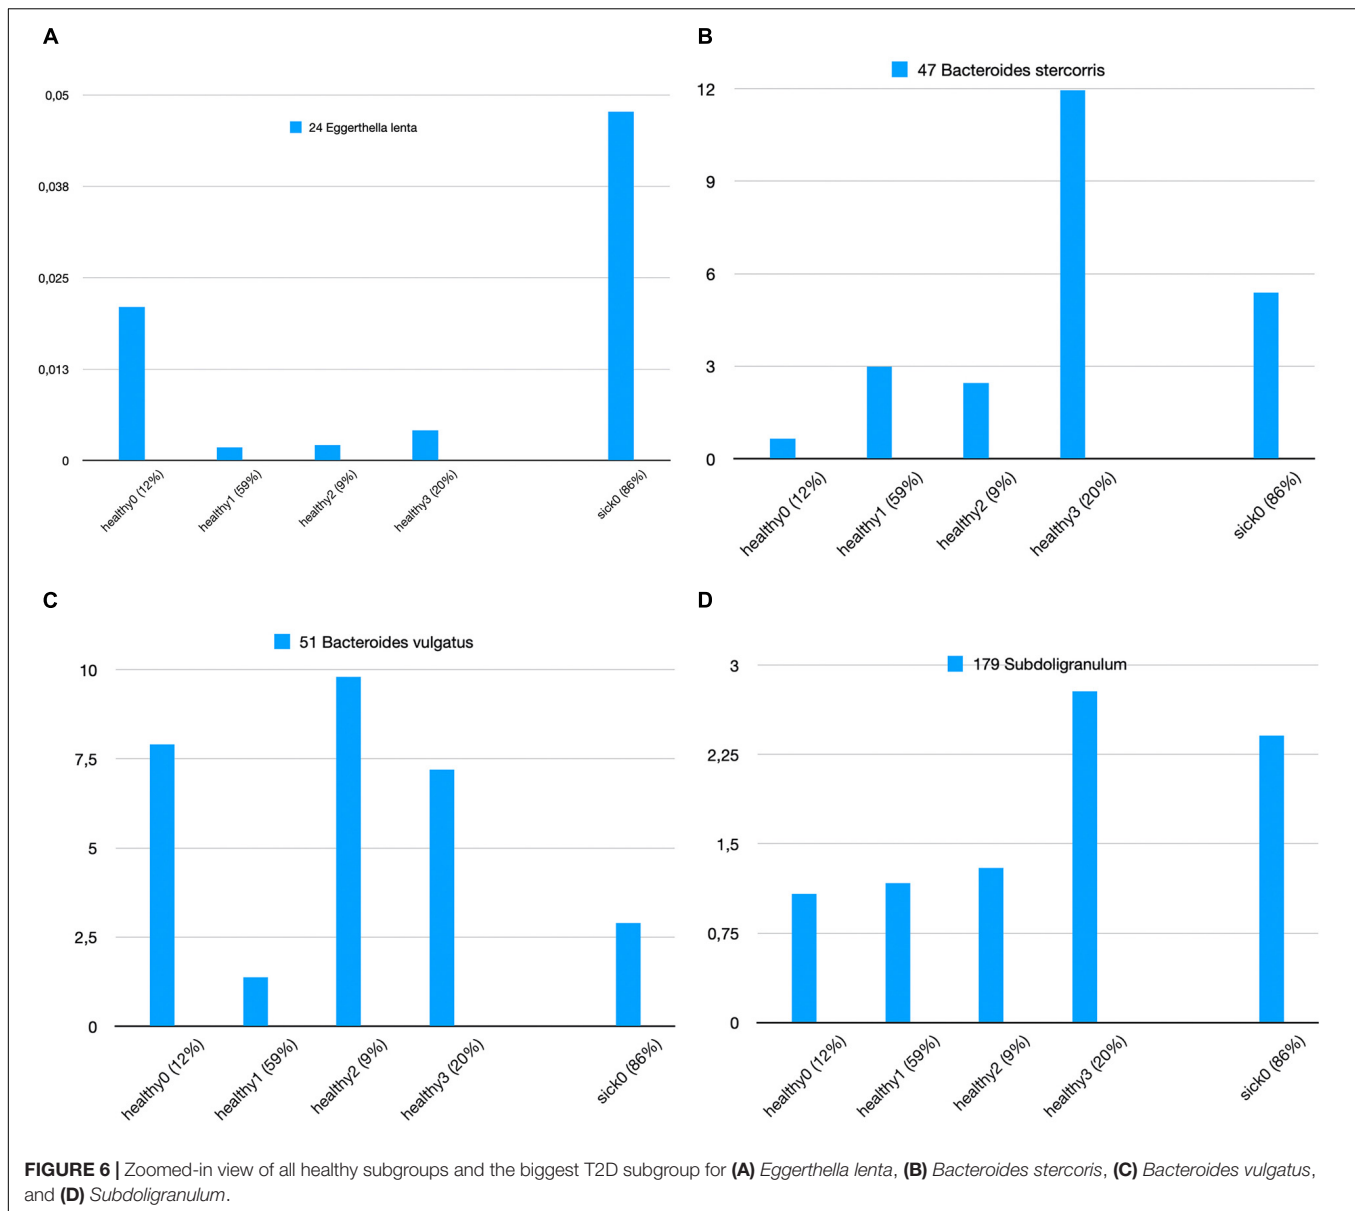 A
24 Eggerthella lenta
0,05
0,038
0,025
0,013
0
healthy0 (12%)
healthy1 (59%)
healthy2 (9%)
healthy3 (20%)
sick0 (86%)
B
47 Bacteroides stercorris
12
9
6
3
0
healthy0 (12%)
healthy1 (59%)
healthy2 (9%)
healthy3 (20%)
sick0 (86%)
C
51 Bacteroides vulgatus
10
7,5
5
2,5
0
healthy0 (12%)
healthy1 (59%)
healthy2 (9%)
healthy3 (20%)
sick0 (86%)
D
179 Subdoligranulum
3
2,25
1,5
0,75
0
healthy0 (12%)
healthy1 (59%)
healthy2 (9%)
healthy3 (20%)
sick0 (86%)
FIGURE 6 | Zoomed-in view of all healthy subgroups and the biggest T2D subgroup for (A) Eggerthella lenta, (B) Bacteroides stercoris, (C) Bacteroides vulgatus,
and (D) Subdoligranulum.